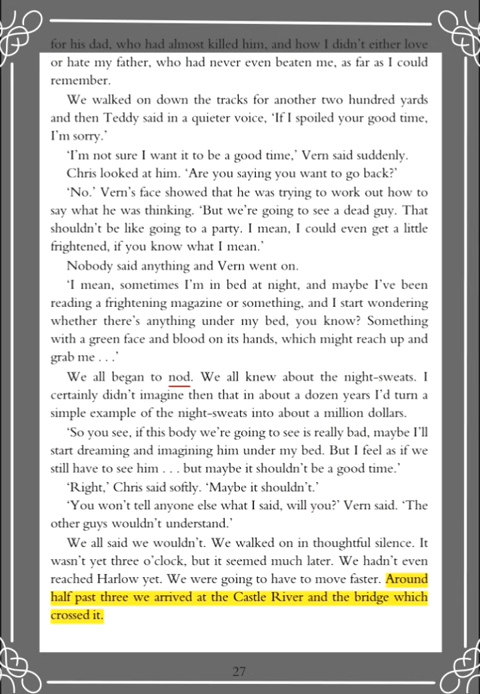 for his dad, who had almost killed him, and how I didn't either love
or hate my father, who had never even beaten me, as far as I could
remember.
We walked on down the tracks for another two hundred yards
and then Teddy said in a quieter voice, 'If I spoiled your good time,
I'm sorry.'
'I'm not sure I want it to be a good time,' Vern said suddenly.
Chris looked at him. 'Are you saying you want to go back?'
'No.' Vern's face showed that he was trying to work out how to
say what he was thinking. 'But we're going to see a dead guy. That
shouldn't be like going to a party. I mean, I could even get a little
frightened, if you know what I mean.'
Nobody said anything and Vern went on.
'I mean, sometimes I'm in bed at night, and maybe I've been
reading a frightening magazine or something, and I start wondering
whether there's anything under my bed, you know? Something
with a green face and blood on its hands, which might reach up and
grab me . . .'
We all began to nod. We all knew about the night-sweats. I
certainly didn't imagine then that in about a dozen years I'd turn a
simple example of the night-sweats into about a million dollars.
'So you see, if this body we're going to see is really bad, maybe I'll
start dreaming and imagining him under my bed. But I feel as if we
still have to see him . . . but maybe it shouldn't be a good time.'
'Right,' Chris said softly. 'Maybe it shouldn't.'
'You won't tell anyone else what I said, will you?' Vern said. 'The
other guys wouldn't understand.'
We all said we wouldn't. We walked on in thoughtful silence. It
wasn't yet three o'clock, but it seemed much later. We hadn't even
reached Harlow yet. We were going to have to move faster. Around
half past three we arrived at the Castle River and the bridge which
crossed it.
27